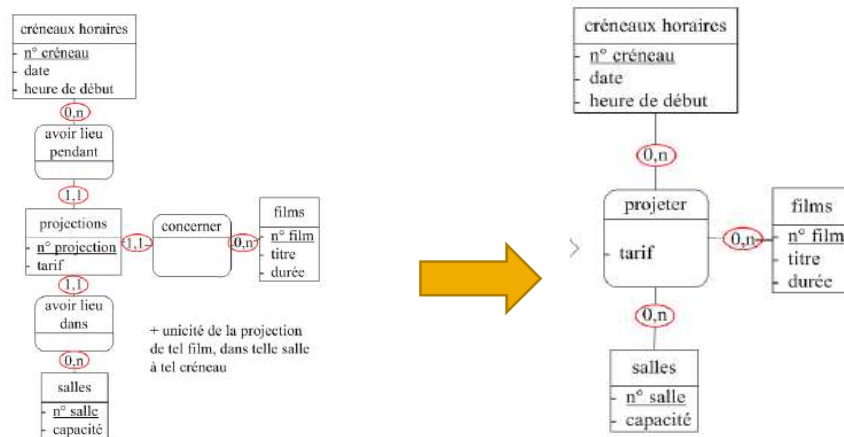 créneaux horaires
- n° créneau
- date
- heure de début
0,n
avoir lieu
pendant
1,1
projections
- n° projection
- tarif
1,1
concerner
0,n
films
- n° film
- titre
- durée
1,1
avoir lieu
dans
0,n
salles
- n° salle
- capacité
+ unicité de la projection
de tel film, dans telle salle
à tel créneau
créneaux horaires
- n° créneau
- date
- heure de début
0,n
projeter
- tarif
0,n
films
- n° film
- titre
- durée
0,n
salles
- n° salle
- capacité